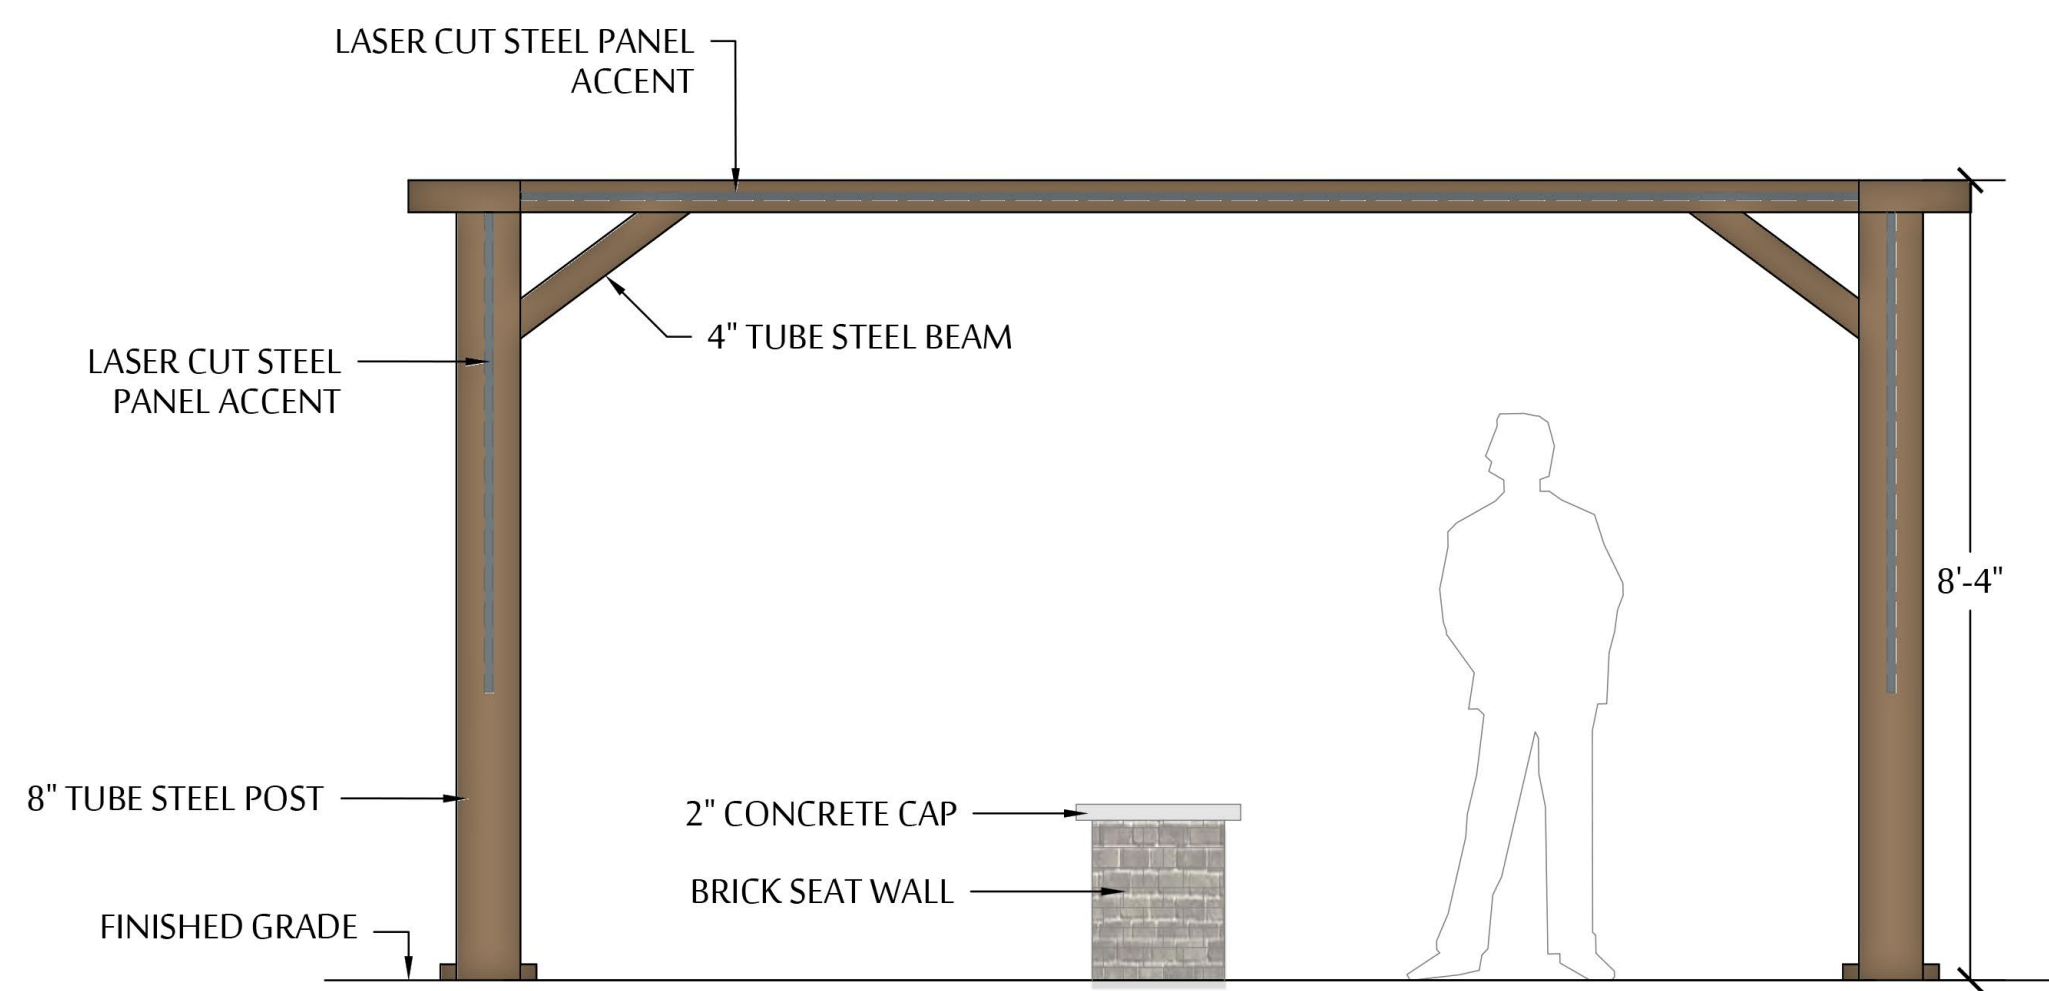 LASER CUT STEEL PANEL
ACCENT
4" TUBE STEEL BEAM
LASER CUT STEEL
PANEL ACCENT
8'-4"
8" TUBE STEEL POST
2" CONCRETE CAP
BRICK SEAT WALL
FINISHED GRADE